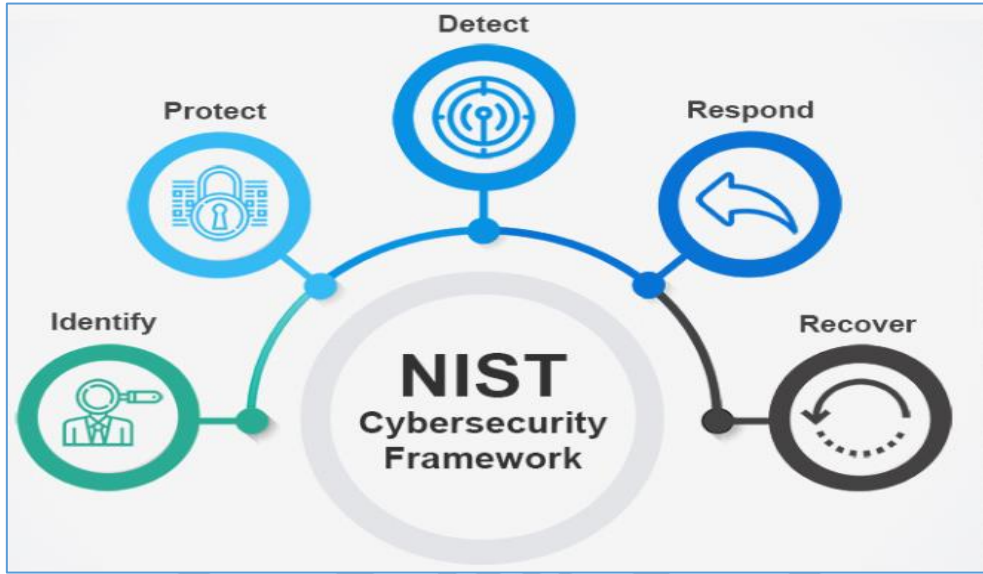 Detect
Protect
Respond
Identify
Recover
NIST
Cybersecurity
Framework